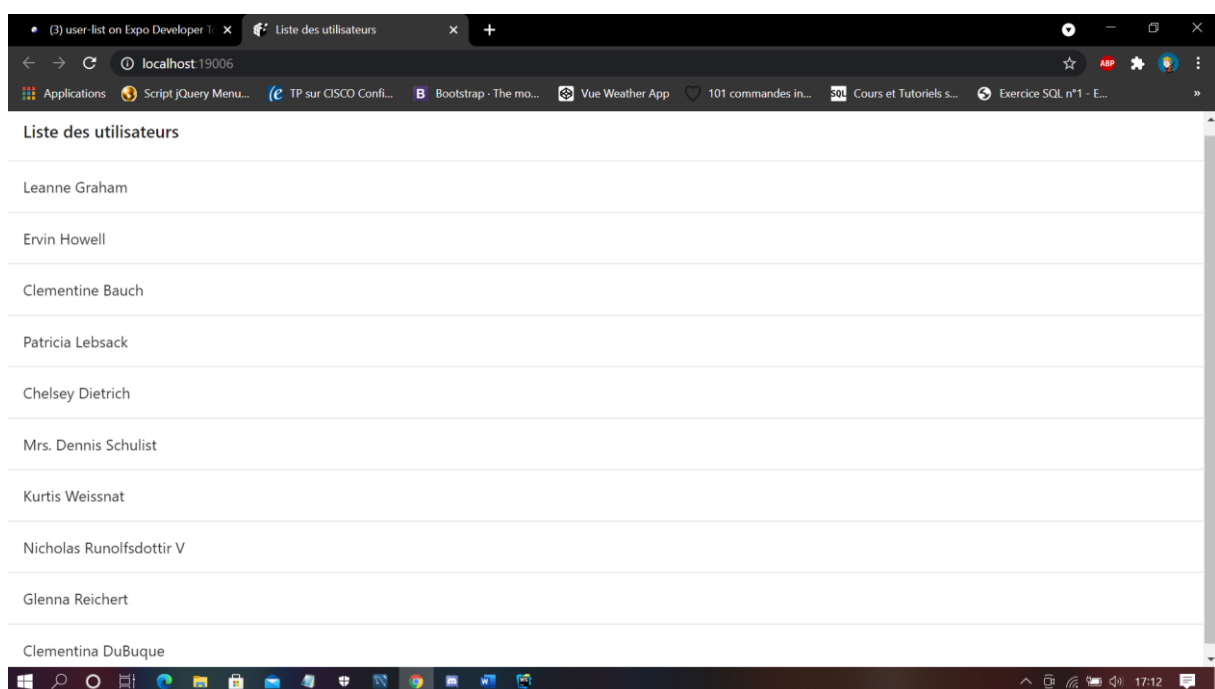 (3) user-list on Expo Developer T
Liste des utilisateurs
localhost:19006
ABP
Applications
Script jQuery Menu...
TP sur CISCO Confi...
B Bootstrap · The mo...
Vue Weather App
101 commandes in...
SQL Cours et Tutoriels s...
Exercice SQL n°1 - E...
»
Liste des utilisateurs
Leanne Graham
Ervin Howell
Clementine Bauch
Patricia Lebsack
Chelsey Dietrich
Mrs. Dennis Schulist
Kurtis Weissnat
Nicholas Runolfsdottir V
Glenna Reichert
Clementina DuBuque
17:12